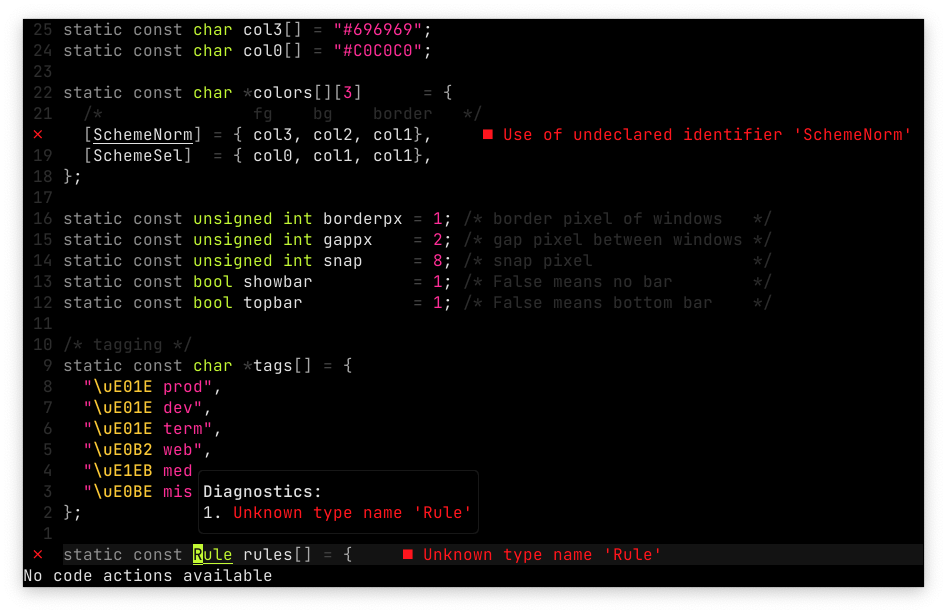 25 static const char col3[] = "#696969";
24 static const char col0[] = "#C0C0C0";
23
22 static const char *colors[][3]      = {
21   /*               fg    bg    border   */
✕    [SchemeNorm] = { col3, col2, col1},     ■ Use of undeclared identifier 'SchemeNorm'
19   [SchemeSel]  = { col0, col1, col1},
18 };
17
16 static const unsigned int borderpx = 1; /* border pixel of windows   */
15 static const unsigned int gappx    = 2; /* gap pixel between windows */
14 static const unsigned int snap     = 8; /* snap pixel                */
13 static const bool showbar          = 1; /* False means no bar        */
12 static const bool topbar           = 1; /* False means bottom bar    */
11
10 /* tagging */
9 static const char *tags[] = {
8   "\uE01E prod",
7   "\uE01E dev",
6   "\uE01E term",
5   "\uE0B2 web",
4   "\uE1EB med
3   "\uE0BE mis Diagnostics:
2 }; 1. Unknown type name 'Rule'
1
✕ static const Rule rules[] = {     ■ Unknown type name 'Rule'
No code actions available